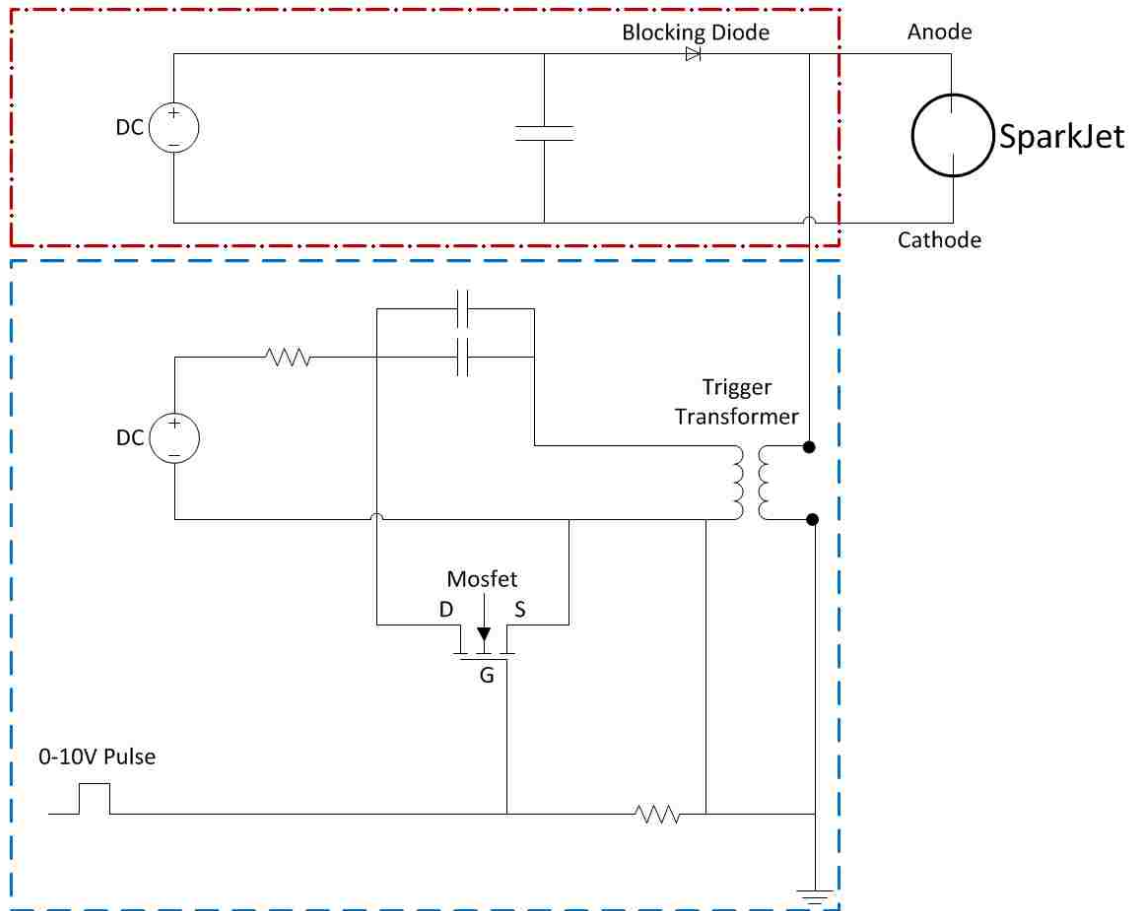 Blocking Diode
Anode
DC
+
−
SparkJet
Cathode
DC
+
−
Trigger
Transformer
Mosfet
D
S
G
0-10V Pulse